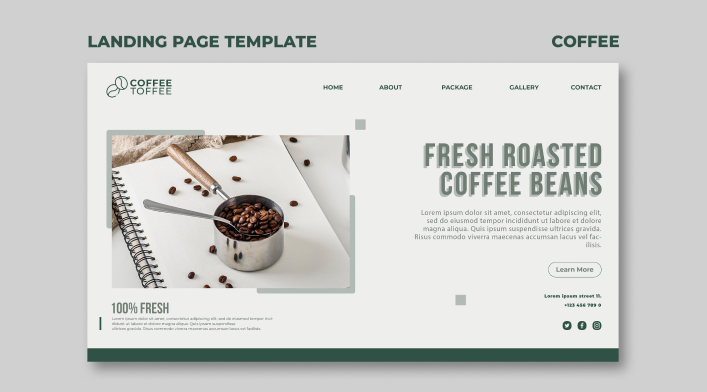 LANDING PAGE TEMPLATE
COFFEE
COFFEE
TOFFEE
HOME
ABOUT
PACKAGE
GALLERY
CONTACT
FRESH ROASTED
COFFEE BEANS
Lorem ipsum dolor sit amet, consectetur adipiscing elit,
sed do eiusmod tempor incididunt ut labore et dolore
magna aliqua. Quis ipsum suspendisse ultrices gravida.
Risus commodo viverra maecenas accumsan lacus vel fac-
ilisis.
Learn More
Lorem ipsum street 11.
+123 456 789 0
100% FRESH
Lorem ipsum dolor sit amet, consectetur adipiscing elit, sed do eiusmod tempor
incididunt ut labore et dolore magna aliqua. Quis ipsum suspendisse
ultrices gravida. Risus commodo viverra maecenas accumsan lacus vel facilisis.